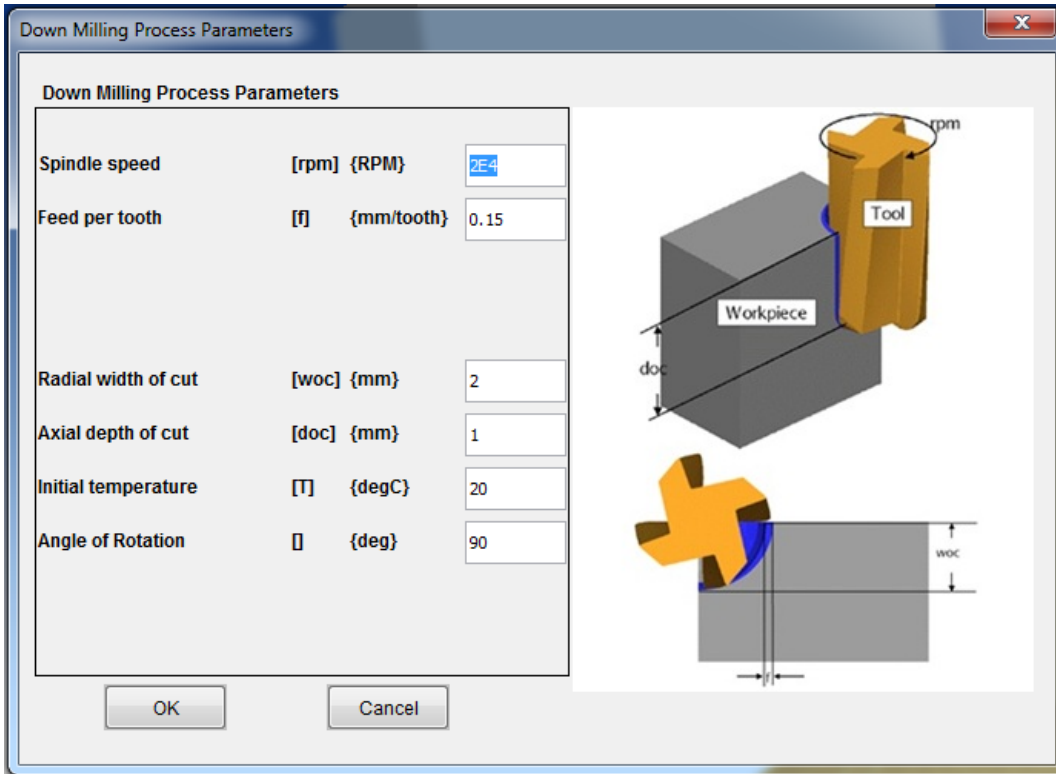 Down Milling Process Parameters
X
Down Milling Process Parameters
Spindle speed [rpm] {RPM} 2E4
Feed per tooth [f] {mm/tooth} 0.15
Radial width of cut [woc] {mm} 2
Axial depth of cut [doc] {mm} 1
Initial temperature [T] {degC} 20
Angle of Rotation [] {deg} 90
OK Cancel
rpm
Tool
Workpiece
doc
woc
f